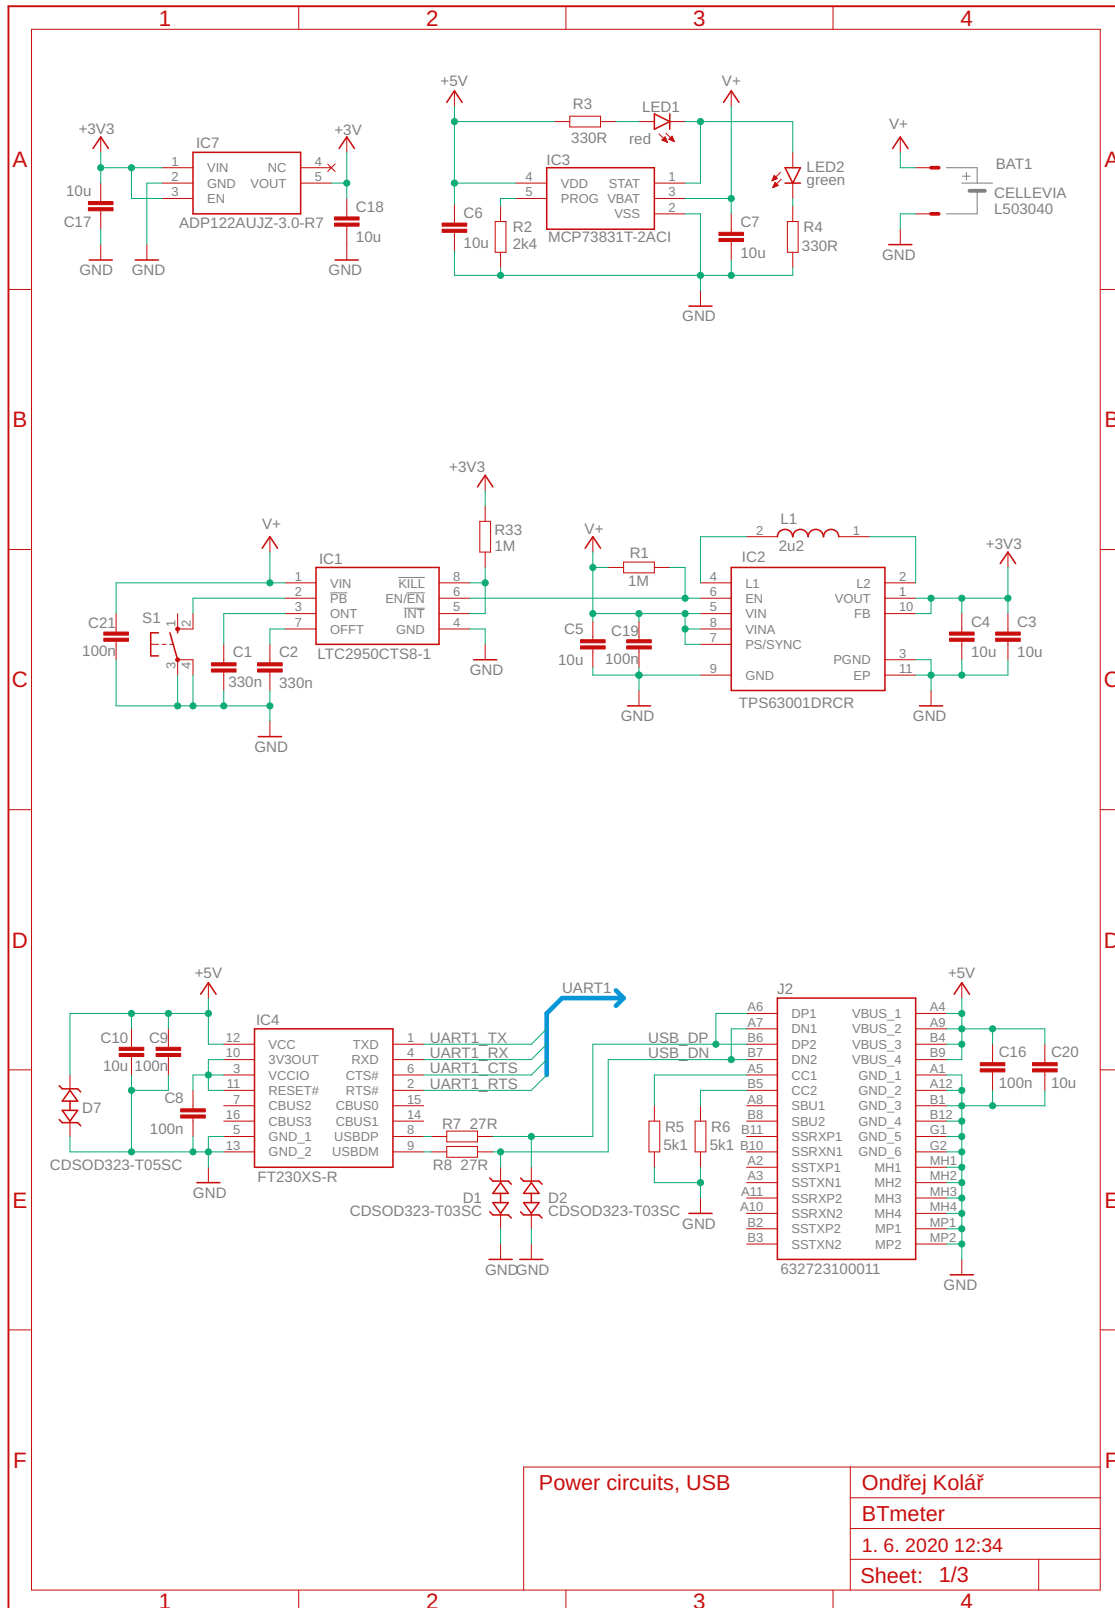 1 2 3 4
A A
+3V3
+3V
IC7
1 VIN NC 4
2 GND VOUT 5
3 EN
10u
C17
ADP122AUJZ-3.0-R7
C18
10u
GND GND GND
+5V
V+
R3
330R
LED1
red
IC3
4 VDD STAT 1
5 PROG VBAT 3
VSS 2
MCP73831T-2ACI
C6
10u
R2
2k4
C7
10u
LED2
green
R4
330R
GND
V+
BAT1
+
CELLEVIA
L503040
GND
B B
+3V3
R33
1M
V+
IC1
1 VIN KILL 8
2 PB EN/EN 6
3 ONT INT 5
7 OFFT GND 4
LTC2950CTS8-1
C21
100n
S1
1 2
3 4
C1
330n
C2
330n
GND
GND
V+
R1
1M
L1
2 1
2u2
+3V3
IC2
4 L1 L2 2
6 EN VOUT 1
5 VIN FB 10
8 VINA
7 PS/SYNC
PGND 3
9 GND EP 11
TPS63001DRCR
C5
10u
C19
100n
C4
10u
C3
10u
GND
GND
C C
D D
+5V
IC4
12 VCC TXD 1
10 3V3OUT RXD 4
3 VCCIO CTS# 6
11 RESET# RTS# 2
7 CBUS2 CBUS0 15
16 CBUS3 CBUS1 14
5 GND_1 USBDP 8
13 GND_2 USBDM 9
FT230XS-R
C10
10u
C9
100n
C8
100n
D7
CDSOD323-T05SC
GND
UART1
UART1_TX
UART1_RX
UART1_CTS
UART1_RTS
R7 27R
R8 27R
D1
CDSOD323-T03SC
D2
CDSOD323-T03SC
GND GND
USB_DP
USB_DN
R5
5k1
R6
5k1
GND
+5V
J2
A6 DP1 VBUS_1 A4
A7 DN1 VBUS_2 A9
B6 DP2 VBUS_3 B4
B7 DN2 VBUS_4 B9
A5 CC1 GND_1 A1
B5 CC2 GND_2 A12
A8 SBU1 GND_3 B1
B8 SBU2 GND_4 B12
B11 SSRXP1 GND_5 G1
B10 SSRXN1 GND_6 G2
A2 SSTXP1 MH1 MH1
A3 SSTXN1 MH2 MH2
A11 SSRXP2 MH3 MH3
A10 SSRXN2 MH4 MH4
B2 SSTXP2 MP1 MP1
B3 SSTXN2 MP2 MP2
632723100011
C16
100n
C20
10u
GND
E E
F F
Power circuits, USB
Ondřej Kolář
BTmeter
1. 6. 2020 12:34
Sheet: 1/3
1 2 3 4